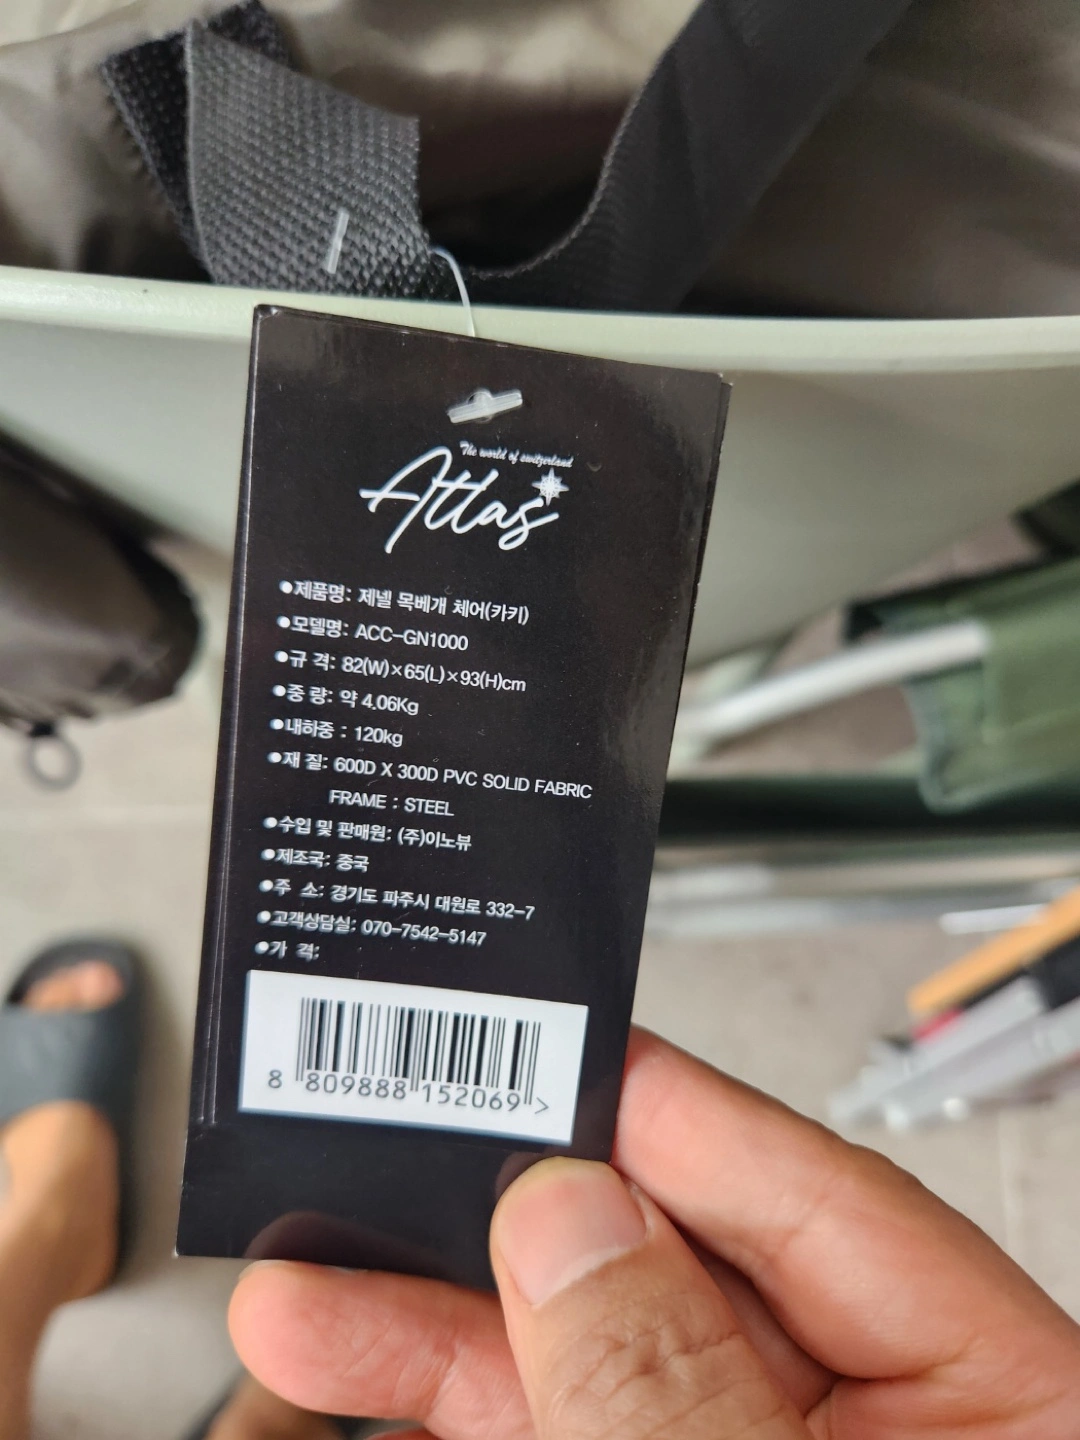 The world of switzerland
Atlas
●제품명: 제넬 목베개 체어(카키)
●모델명: ACC-GN1000
●규 격: 82(W)×65(L)×93(H)cm
●중 량: 약 4.06Kg
●내하중 : 120kg
●재 질: 600D X 300D PVC SOLID FABRIC
FRAME : STEEL
●수입 및 판매원: (주)이노뷰
●제조국: 중국
●주 소: 경기도 파주시 대원로 332-7
●고객상담실: 070-7542-5147
●가 격:
8 809888 152069 >